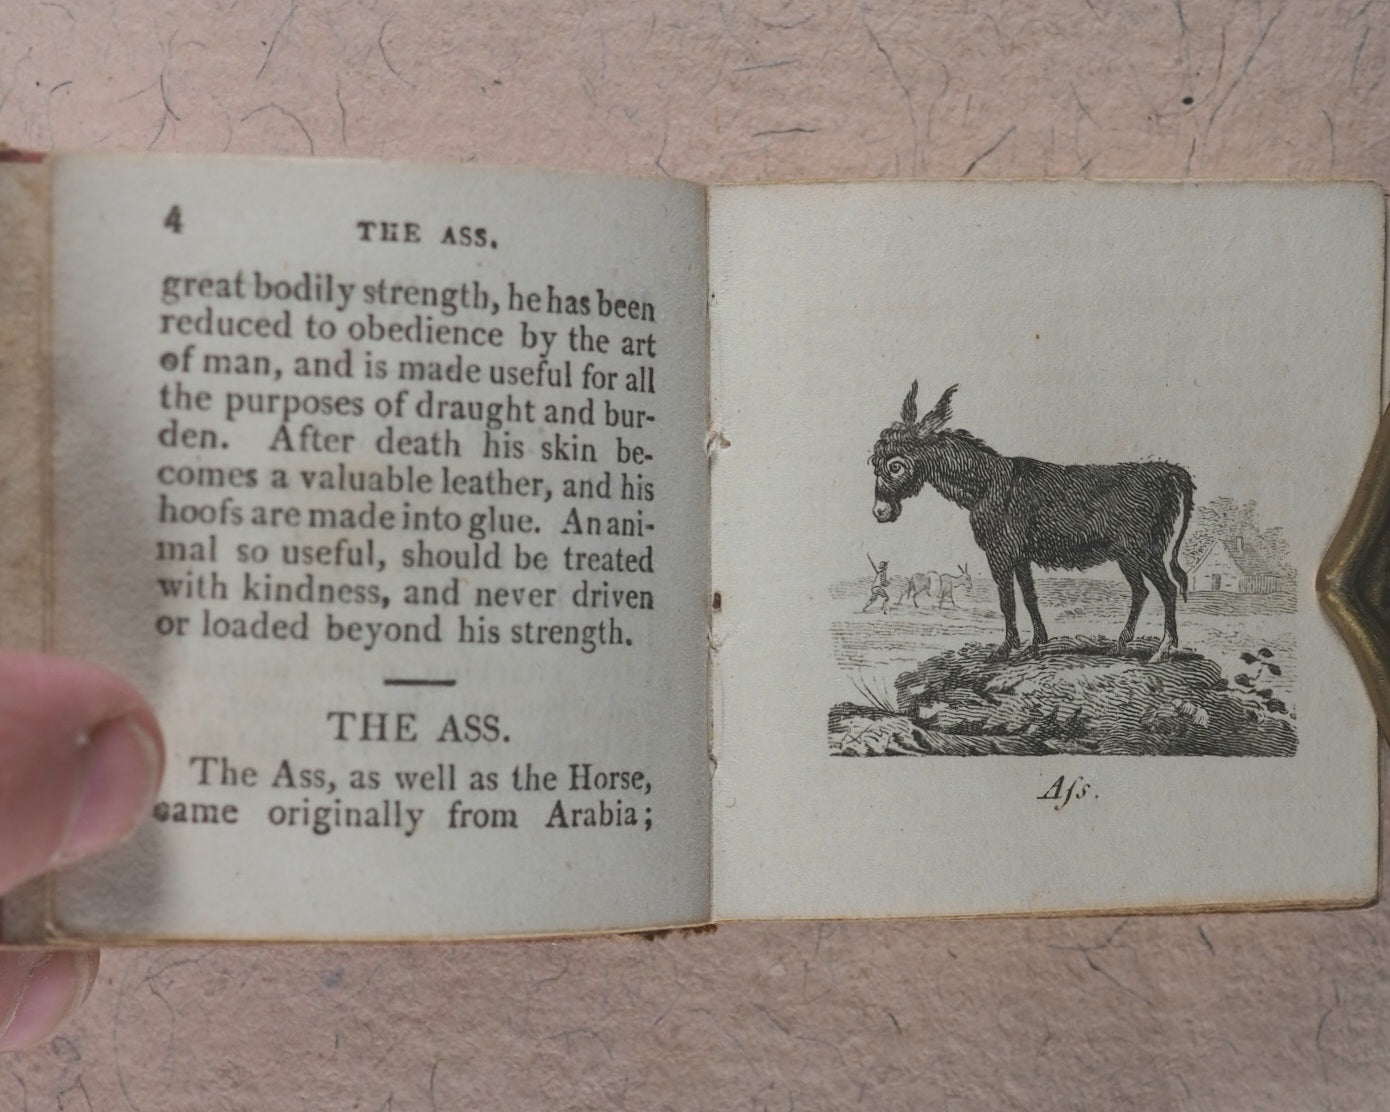 4
THE ASS.
great bodily strength, he has been
reduced to obedience by the art
of man, and is made useful for all
the purposes of draught and bur-
den. After death his skin be-
comes a valuable leather, and his
hoofs are made into glue. An ani-
mal so useful, should be treated
with kindness, and never driven
or loaded beyond his strength.
THE ASS.
The Ass, as well as the Horse,
came originally from Arabia;
Aſs.